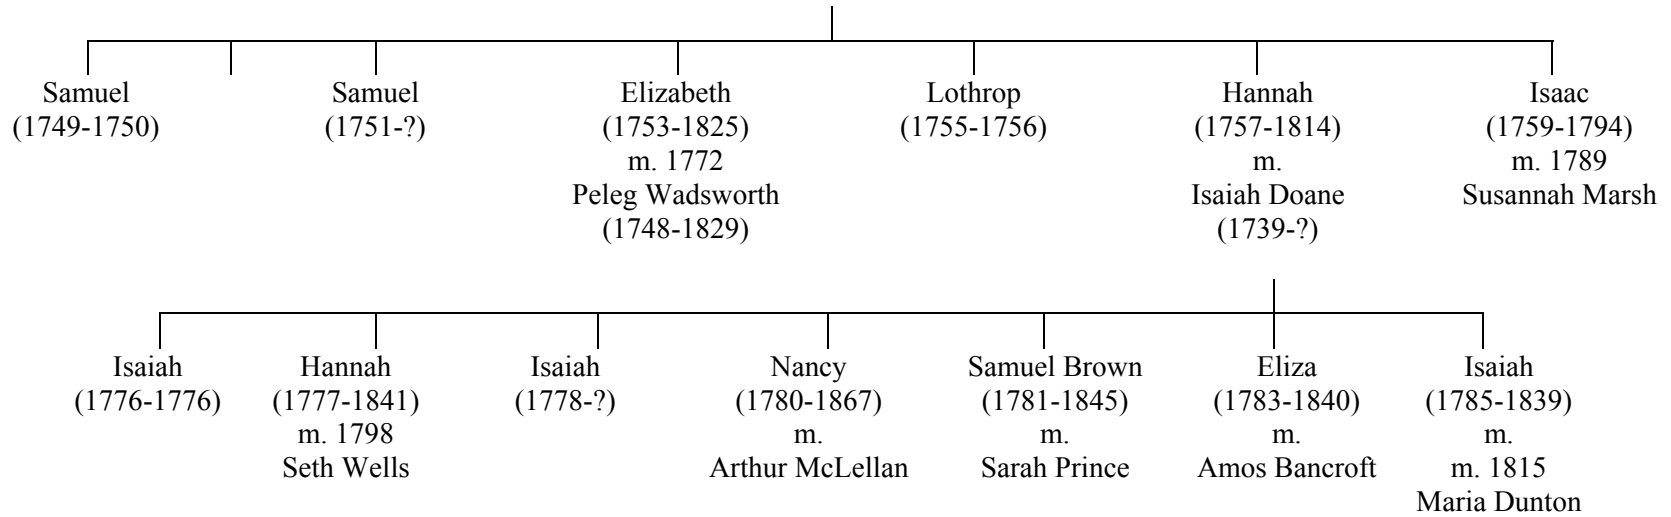 Samuel
(1749-1750)
Samuel
(1751-?)
Elizabeth
(1753-1825)
m. 1772
Peleg Wadsworth
(1748-1829)
Lothrop
(1755-1756)
Hannah
(1757-1814)
m.
Isaiah Doane
(1739-?)
Isaac
(1759-1794)
m. 1789
Susannah Marsh
Isaiah
(1776-1776)
Hannah
(1777-1841)
m. 1798
Seth Wells
Isaiah
(1778-?)
Nancy
(1780-1867)
m.
Arthur McLellan
Samuel Brown
(1781-1845)
m.
Sarah Prince
Eliza
(1783-1840)
m.
Amos Bancroft
Isaiah
(1785-1839)
m.
m. 1815
Maria Dunton